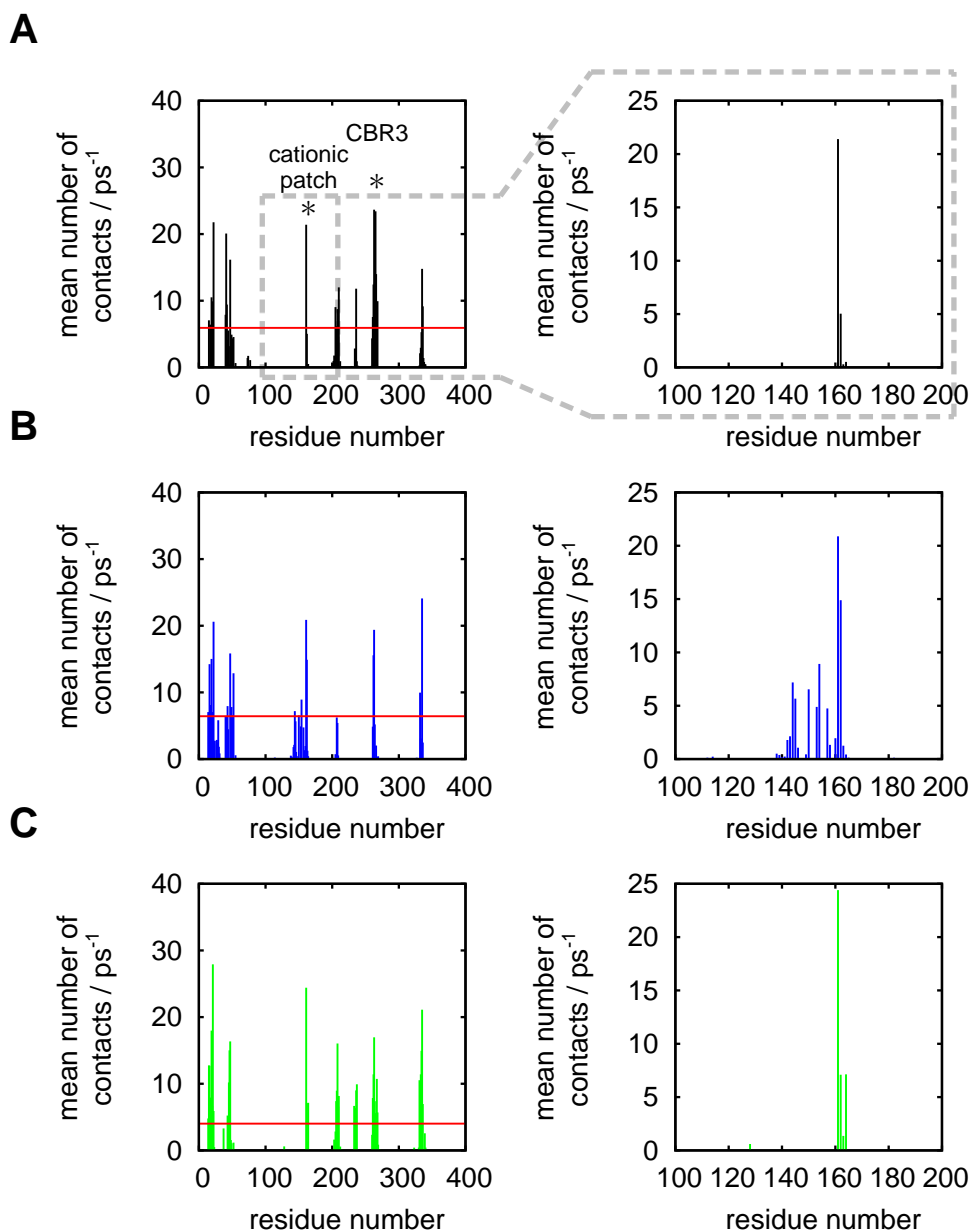 A
mean number of
contacts / ps-1
40
30
20
10
0
cationic
patch
CBR3
*
*
0 100 200 300 400
residue number
mean number of
contacts / ps-1
25
20
15
10
5
0
100 120 140 160 180 200
residue number
B
mean number of
contacts / ps-1
40
30
20
10
0
0 100 200 300 400
residue number
mean number of
contacts / ps-1
25
20
15
10
5
0
100 120 140 160 180 200
residue number
C
mean number of
contacts / ps-1
40
30
20
10
0
0 100 200 300 400
residue number
mean number of
contacts / ps-1
25
20
15
10
5
0
100 120 140 160 180 200
residue number